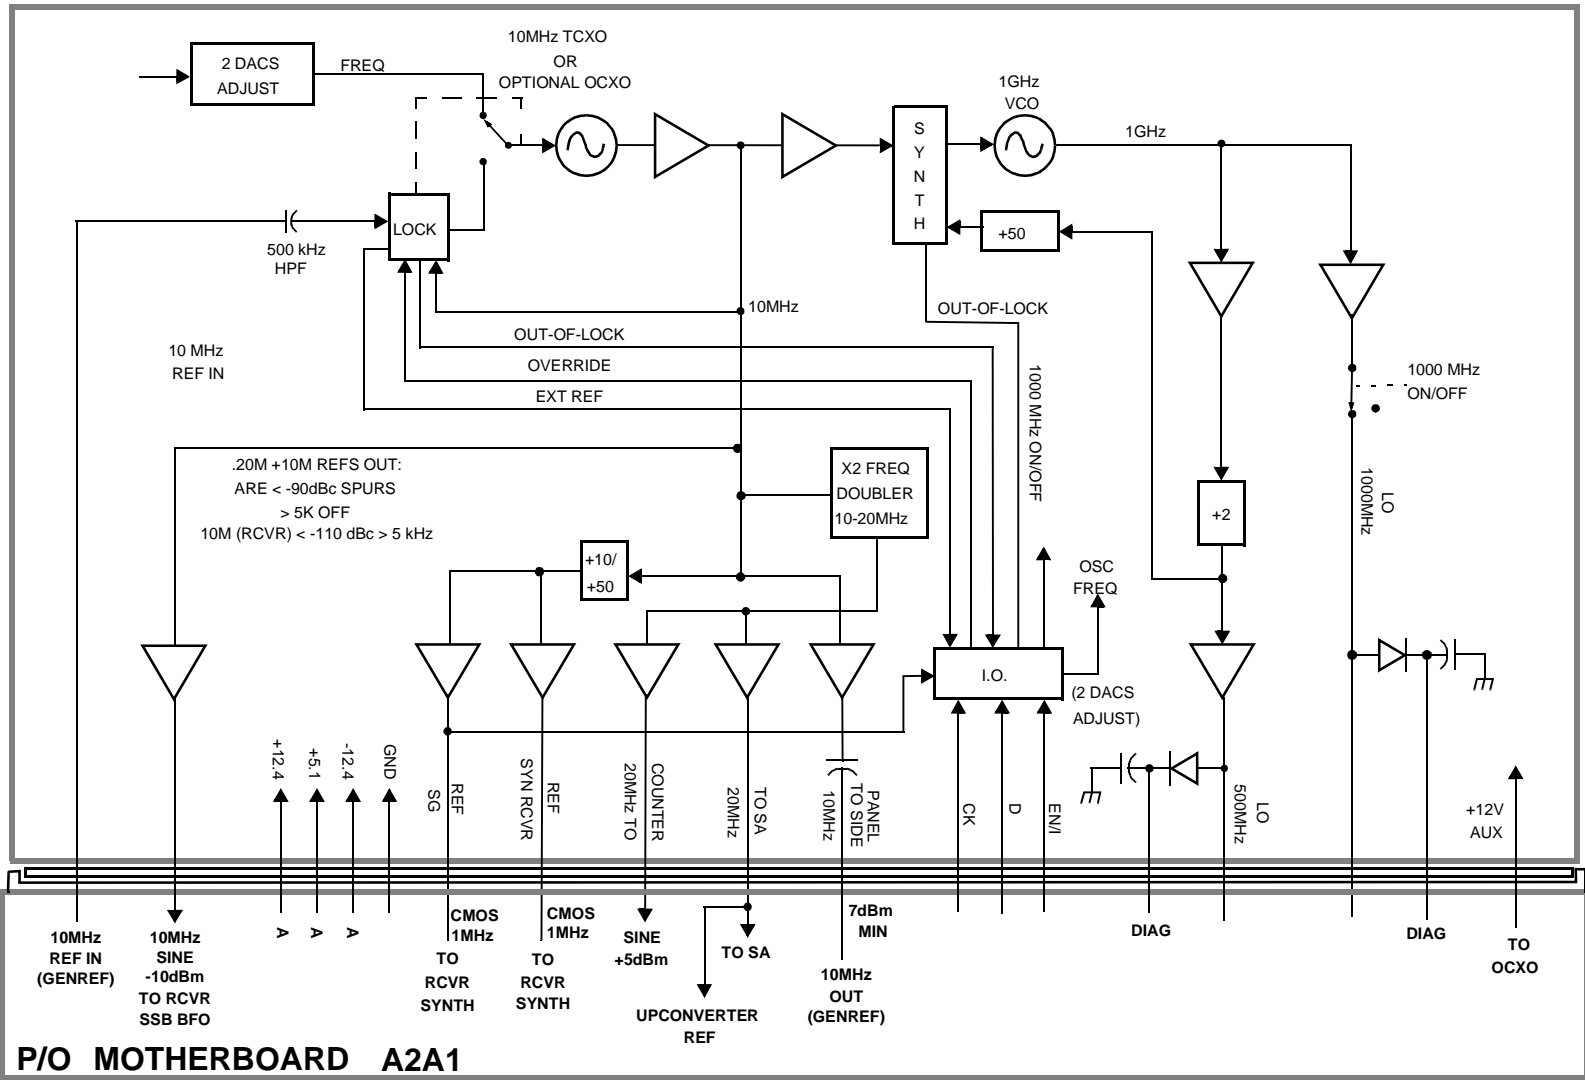 10MHz TCXO
OR
OPTIONAL OCXO
2 DACS
ADJUST
FREQ
1GHz
VCO
1GHz
S
Y
N
T
H
LOCK
500 kHz
HPF
+50
10MHz
OUT-OF-LOCK
OUT-OF-LOCK
OVERRIDE
EXT REF
10 MHz
REF IN
1000 MHz ON/OFF
1000 MHz
ON/OFF
.20M +10M REFS OUT:
ARE < -90dBc SPURS
> 5K OFF
10M (RCVR) < -110 dBc > 5 kHz
X2 FREQ
DOUBLER
10-20MHz
LO
1000MHz
+2
+10/
+50
OSC
FREQ
I.O.
(2 DACS
ADJUST)
+12.4
+5.1
-12.4
GND
REF
SG
REF
SYN RCVR
COUNTER
20MHz TO
TO SA
20MHz
PANEL
TO SIDE
10MHz
CK
D
EN/I
LO
500MHz
+12V
AUX
10MHz
REF IN
(GENREF)
10MHz
SINE
-10dBm
TO RCVR
SSB BFO
A
A
A
CMOS
1MHz
TO
RCVR
SYNTH
CMOS
1MHz
TO
RCVR
SYNTH
SINE
+5dBm
TO SA
UPCONVERTER
REF
7dBm
MIN
10MHz
OUT
(GENREF)
DIAG
DIAG
TO
OCXO
P/O MOTHERBOARD A2A1